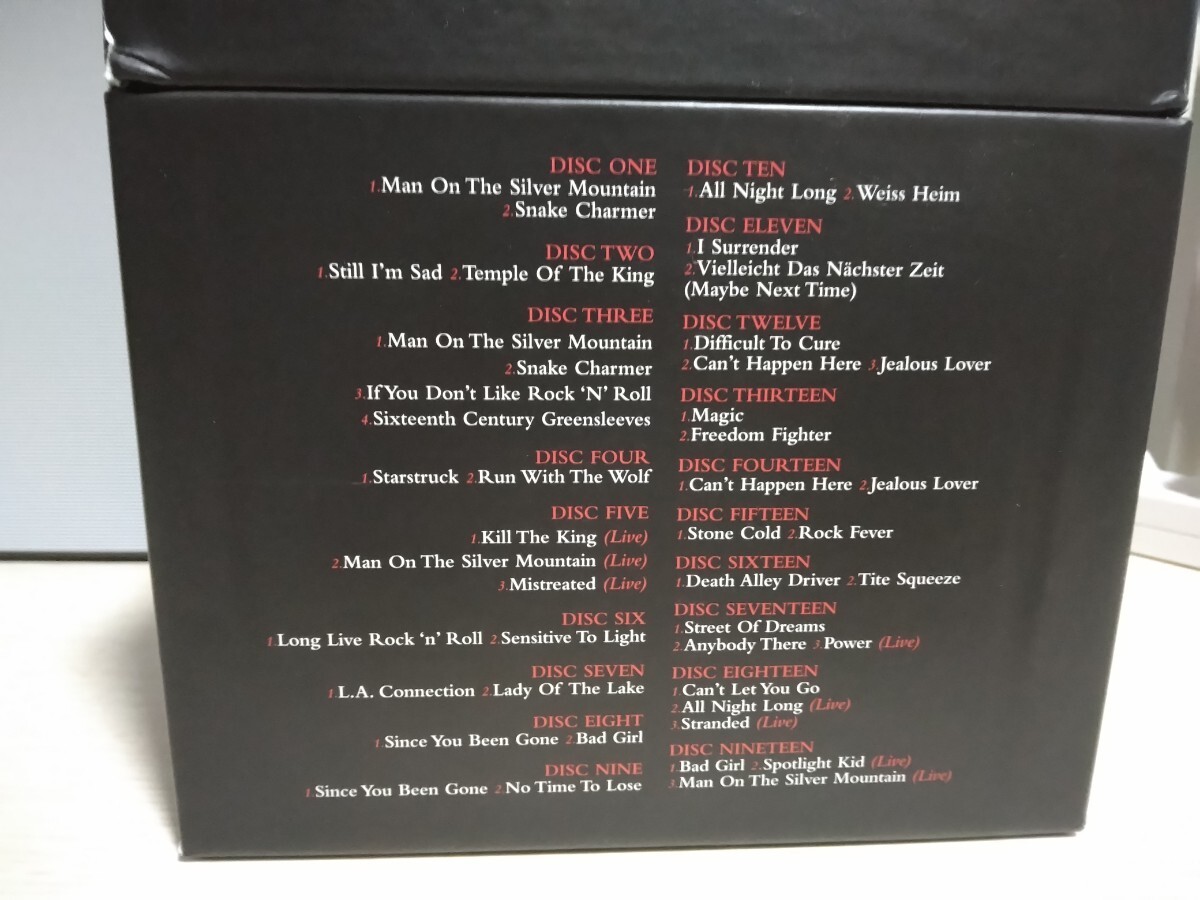 DISC ONE
1.Man On The Silver Mountain
2.Snake Charmer
DISC TWO
1.Still I'm Sad 2.Temple Of The King
DISC THREE
1.Man On The Silver Mountain
2.Snake Charmer
3.If You Don't Like Rock 'N' Roll
4.Sixteenth Century Greensleeves
DISC FOUR
1.Starstruck 2.Run With The Wolf
DISC FIVE
1.Kill The King (Live)
2.Man On The Silver Mountain (Live)
3.Mistreated (Live)
DISC SIX
1.Long Live Rock 'n' Roll 2.Sensitive To Light
DISC SEVEN
1.L.A. Connection 2.Lady Of The Lake
DISC EIGHT
1.Since You Been Gone 2.Bad Girl
DISC NINE
1.Since You Been Gone 2.No Time To Lose
DISC TEN
1.All Night Long 2.Weiss Heim
DISC ELEVEN
1.I Surrender
2.Vielleicht Das Nächster Zeit
(Maybe Next Time)
DISC TWELVE
1.Difficult To Cure
2.Can't Happen Here 3.Jealous Lover
DISC THIRTEEN
1.Magic
2.Freedom Fighter
DISC FOURTEEN
1.Can't Happen Here 2.Jealous Lover
DISC FIFTEEN
1.Stone Cold 2.Rock Fever
DISC SIXTEEN
1.Death Alley Driver 2.Tite Squeeze
DISC SEVENTEEN
1.Street Of Dreams
2.Anybody There 3.Power (Live)
DISC EIGHTEEN
1.Can't Let You Go
2.All Night Long (Live)
3.Stranded (Live)
DISC NINETEEN
1.Bad Girl 2.Spotlight Kid (Live)
3.Man On The Silver Mountain (Live)